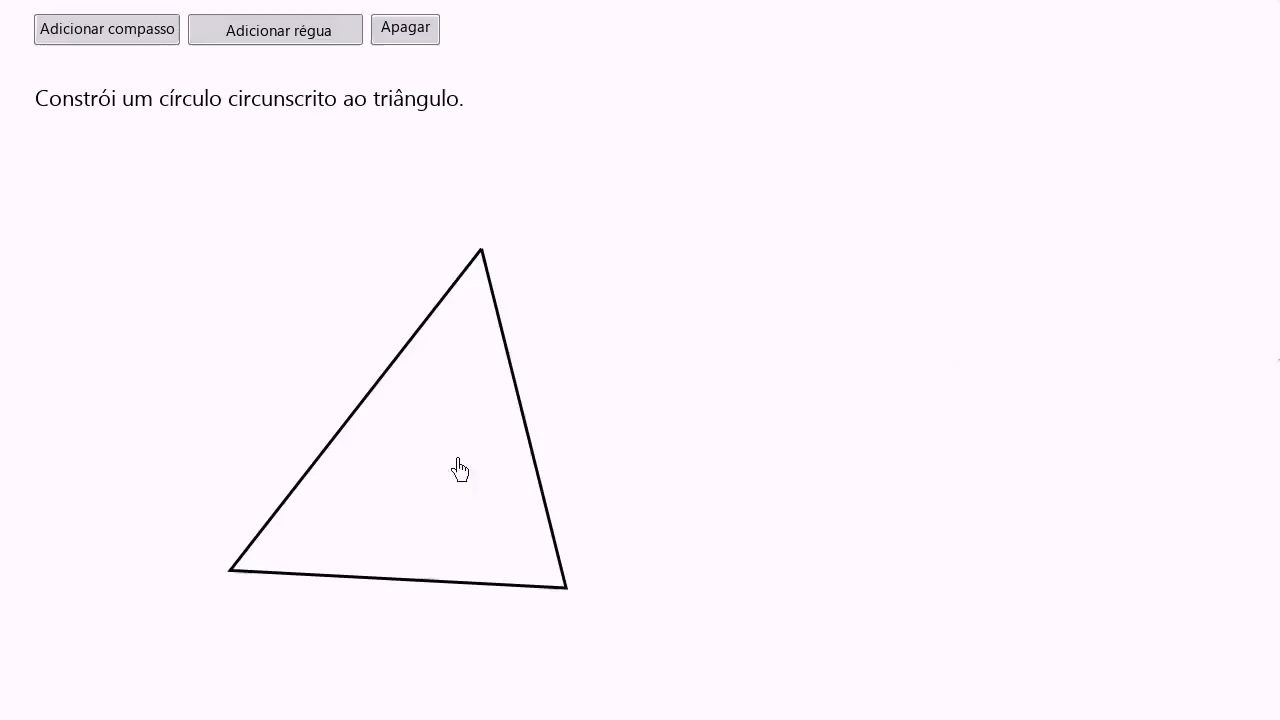 Adicionar compasso
Adicionar régua
Apagar
Constrói um círculo circunscrito ao triângulo.